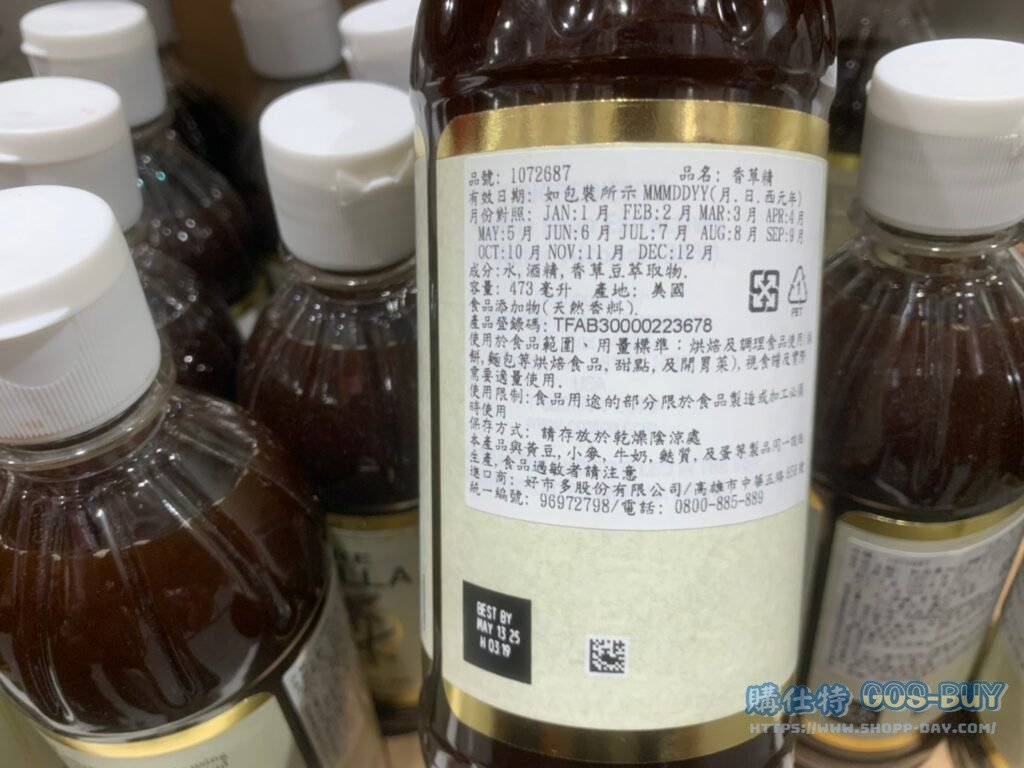 品號: 1072687 品名: 香草精
有效日期: 如包裝所示 MMMDDYY(月.日.西元年)
月份對照: JAN:1月 FEB:2月 MAR:3月 APR:4月
MAY:5月 JUN:6月 JUL:7月 AUG:8月 SEP:9月
OCT:10月 NOV:11月 DEC:12月
成分:水,酒精,香草豆萃取物.
容量: 473毫升 產地: 美國
食品添加物(天然香料).
產品登錄碼:TFAB30000223678
使用於食品範圍、用量標準:烘焙及調理食品使用(
餅,麵包等烘焙食品,甜點,及開胃菜),視食譜及實際
需要適量使用.
使用限制:食品用途的部分限於食品製造或加工必須
時使用
保存方式: 請存放於乾燥陰涼處
本產品與黃豆,小麥,牛奶,麩質,及蛋等製品同一設施
生產,食品過敏者請注意
進口商: 好市多股份有限公司/高雄市中華五路656號
統一編號: 96972798/電話: 0800-885-889
PET
BEST BY
MAY 13 25
H 03:19
購仕特 GOS-BUY
HTTPS://WWW.SHOPP-DAY.COM/